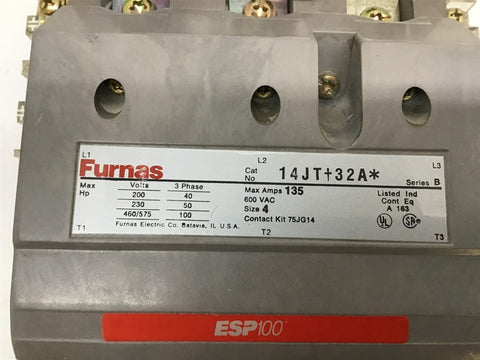 L1 L2 L3
Furnas Cat No 14JT†32A* Series B
Max Hp
Volts 3 Phase
200 40
230 50
460/575 100
Max Amps 135
600 VAC
Size 4
Contact Kit 75JG14
Listed Ind
Cont Eq
A 163
UL SA
Furnas Electric Co. Batavia, IL U.S.A.
T1 T2 T3
ESP100